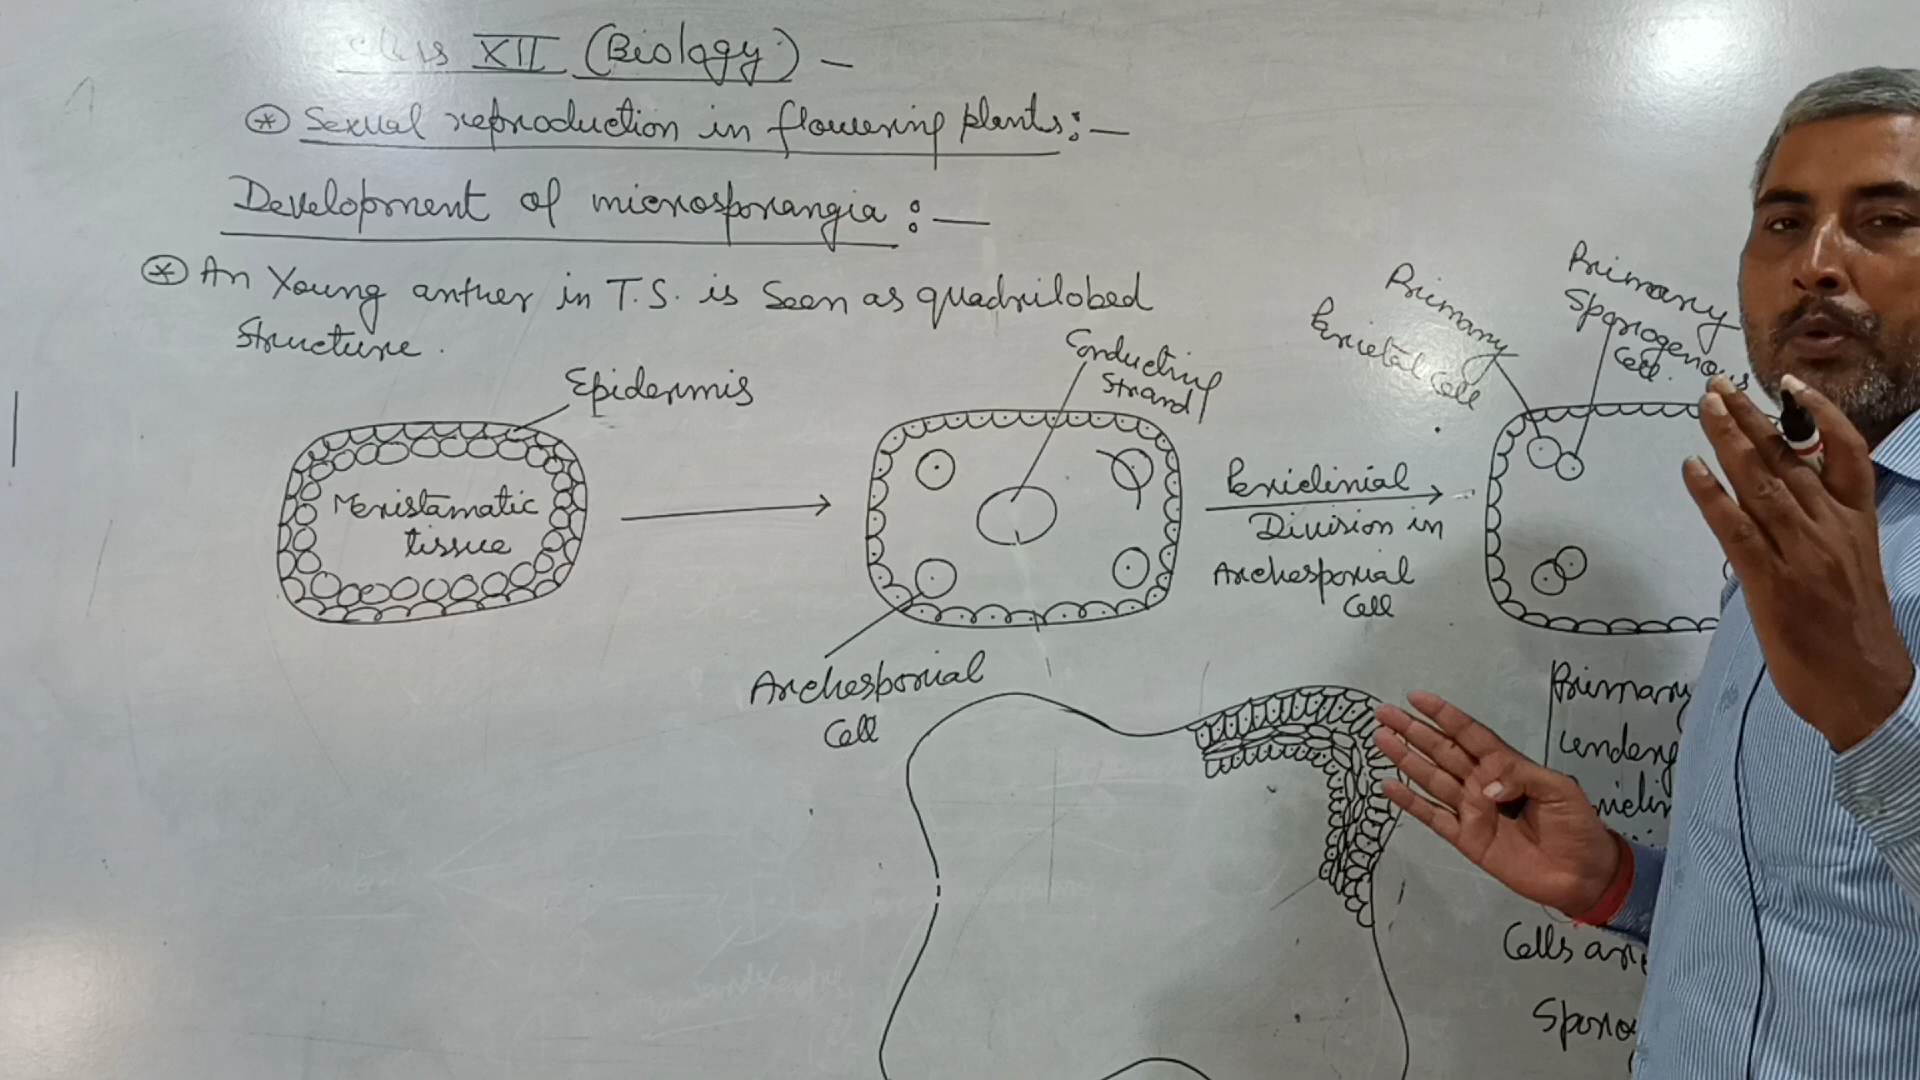 Class XII (Biology) —
* Sexual reproduction in flowering plants:—
Development of microsporangia :—
* An Young anther in T.S. is Seen as quadrilobed
Structure.
Epidermis
Meristamatic
tissue
Conducting
Strand
Archesporial
Cell
Periclinial
Division in
Archesporial
Cell
Primary
Parietal Cell
Primary
Sporogenous
Cell.
Primary
Cells are